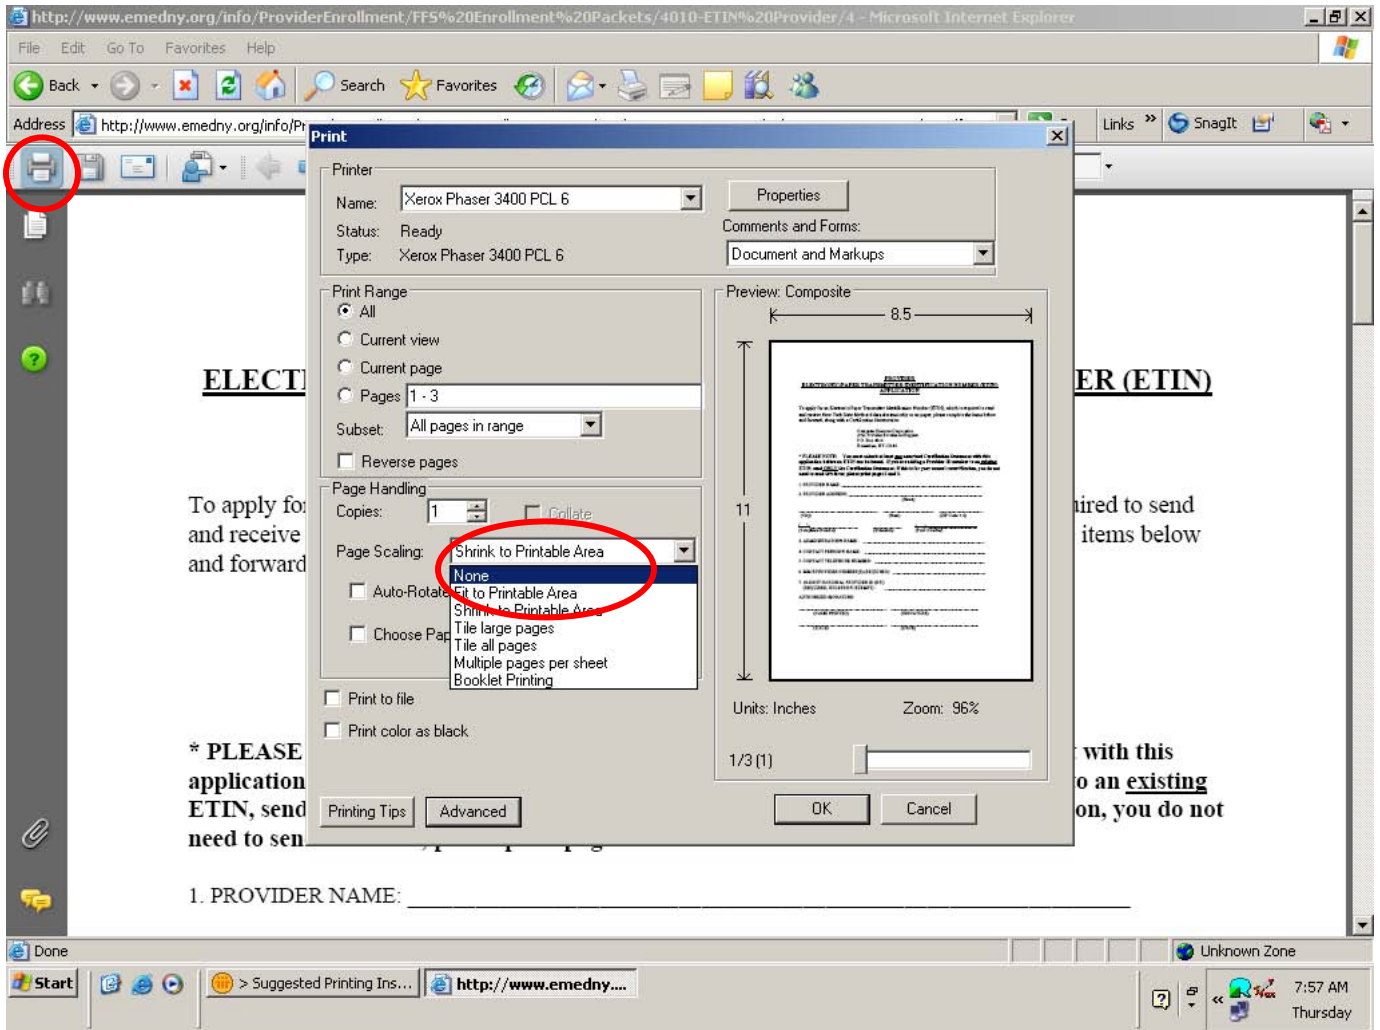 http://www.emedny.org/info/ProviderEnrollment/FFS%20Enrollment%20Packets/4010-ETIN%20Provider/4 - Microsoft Internet Explorer
File Edit Go To Favorites Help
Back Search Favorites
Address http://www.emedny.org/info/Pr Links » SnagIt
Print
Printer
Name: Xerox Phaser 3400 PCL 6 Properties
Status: Ready Comments and Forms:
Type: Xerox Phaser 3400 PCL 6 Document and Markups
Print Range Preview: Composite
All 8.5
Current view
Current page
ELECT ER (ETIN)
Pages 1 - 3
Subset: All pages in range
Reverse pages
Page Handling
Copies: 1 Collate 11
To apply fo ired to send
and receive items below
and forward
Page Scaling: Shrink to Printable Area
None
Auto-Rotate Fit to Printable Area
Shrink to Printable Area
Choose Pap Tile large pages
Tile all pages
Multiple pages per sheet
Booklet Printing
Print to file Units: Inches Zoom: 96%
Print color as black
* PLEASE with this
1/3 (1)
application o an existing
ETIN, send on, you do not
Printing Tips Advanced OK Cancel
need to sen
1. PROVIDER NAME:
Done Unknown Zone
Start > Suggested Printing Ins... http://www.emedny.... « 7:57 AM
Thursday